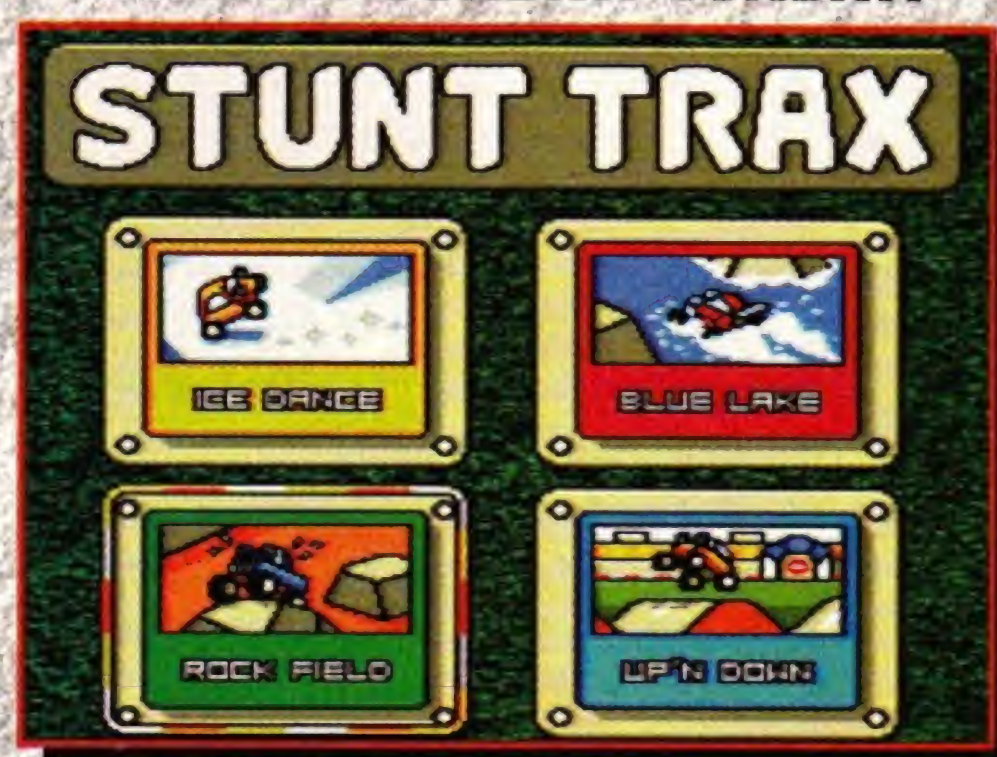 STUNT TRAX
ICE DANCE
BLUE LAKE
ROCK FIELD
UP'N DOWN